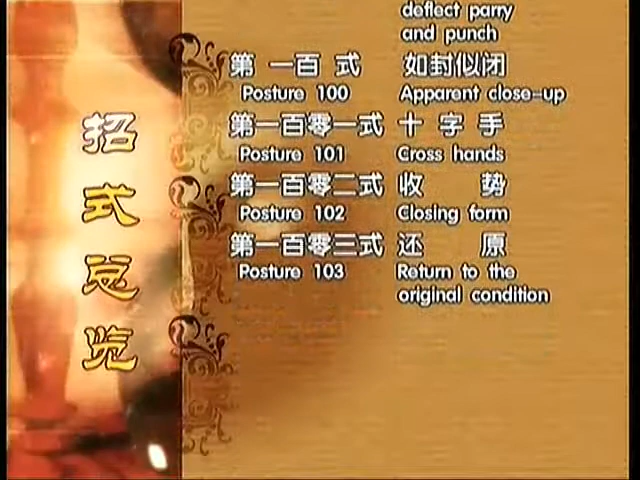 招式总览
deflect parry
and punch
第一百式 如封似闭
Posture 100 Apparent close-up
第一百零一式 十字手
Posture 101 Cross hands
第一百零二式 收势
Posture 102 Closing form
第一百零三式 还原
Posture 103 Return to the
original condition